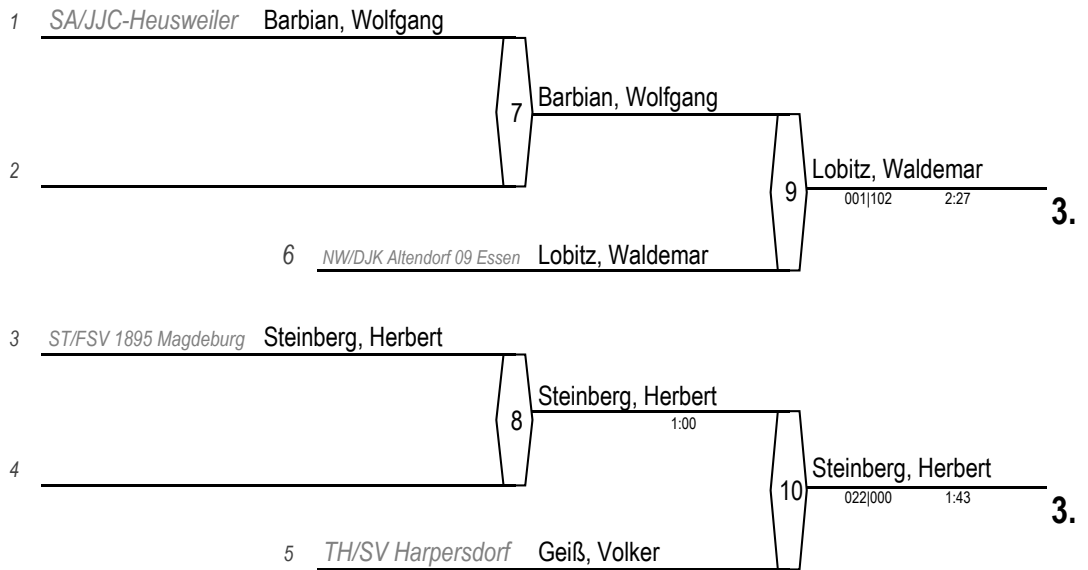 1 SA/JJC-Heusweiler Barbian, Wolfgang
7 Barbian, Wolfgang
2
9 Lobitz, Waldemar
001|102 2:27
3.
6 NW/DJK Altendorf 09 Essen Lobitz, Waldemar
3 ST/FSV 1895 Magdeburg Steinberg, Herbert
8 Steinberg, Herbert
1:00
4
10 Steinberg, Herbert
022|000 1:43
3.
5 TH/SV Harpersdorf Geiß, Volker